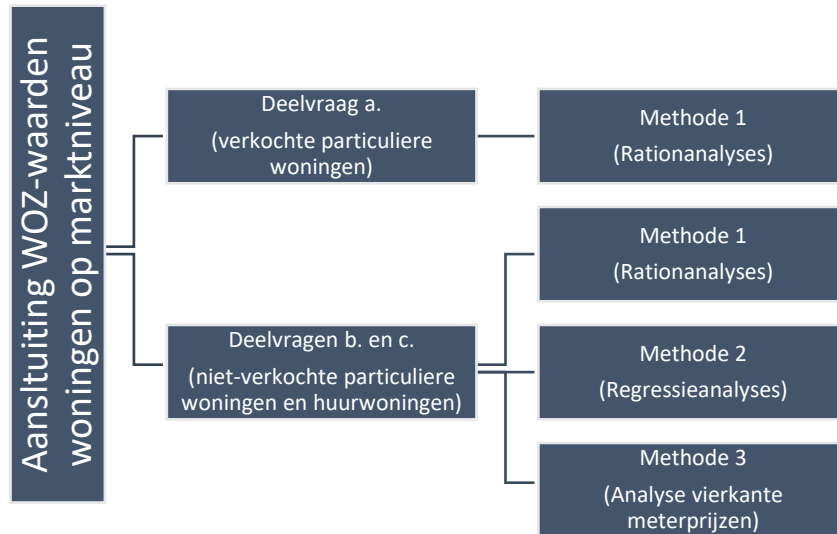 Aansltuiting WOZ-waarden
woningen op marktniveau
Deelvraag a.
(verkochte particuliere
woningen)
Methode 1
(Rationanalyses)
Deelvragen b. en c.
(niet-verkochte particuliere
woningen en huurwoningen)
Methode 1
(Rationanalyses)
Methode 2
(Regressieanalyses)
Methode 3
(Analyse vierkante
meterprijzen)